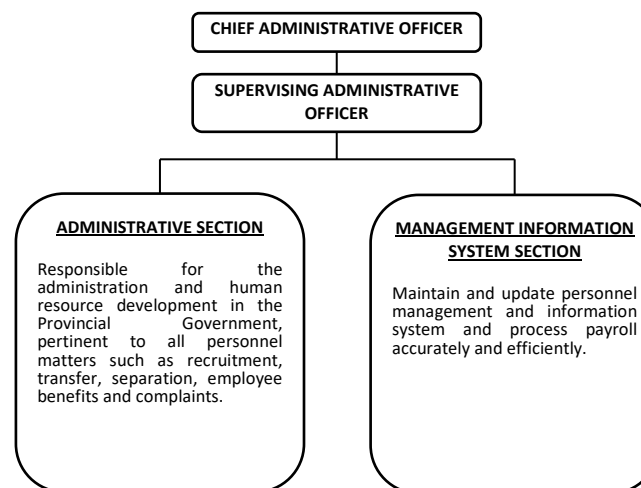 CHIEF ADMINISTRATIVE OFFICER
SUPERVISING ADMINISTRATIVE
OFFICER
ADMINISTRATIVE SECTION
Responsible for the
administration and human
resource development in the
Provincial Government,
pertinent to all personnel
matters such as recruitment,
transfer, separation, employee
benefits and complaints.
MANAGEMENT INFORMATION
SYSTEM SECTION
Maintain and update personnel
management and information
system and process payroll
accurately and efficiently.